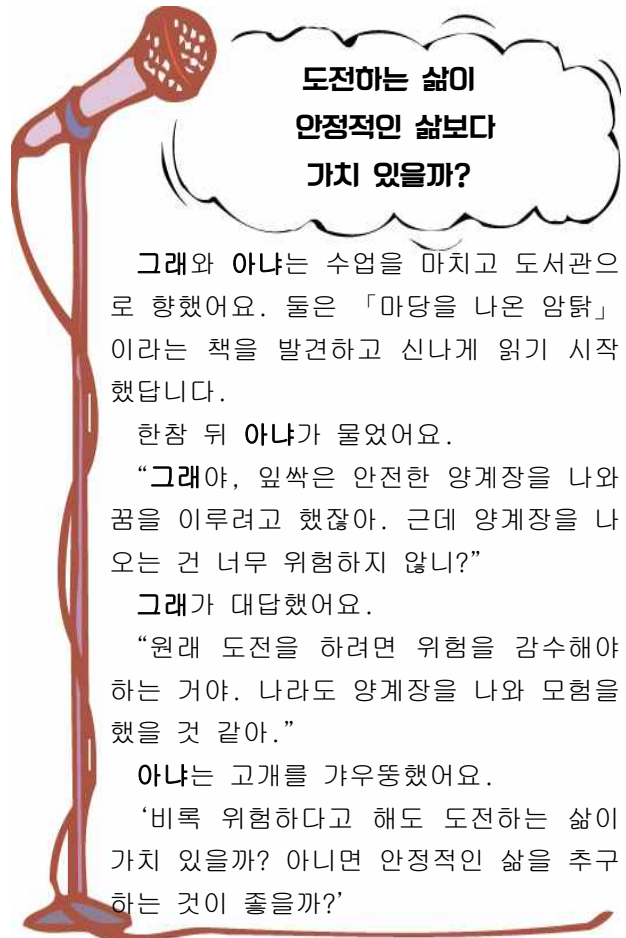 도전하는 삶이
안정적인 삶보다
가치 있을까?
그래와 아냐는 수업을 마치고 도서관으
로 향했어요. 둘은 「마당을 나온 암탉」
이라는 책을 발견하고 신나게 읽기 시작
했답니다.
한참 뒤 아냐가 물었어요.
“그래야, 잎싹은 안전한 양계장을 나와
꿈을 이루려고 했잖아. 근데 양계장을 나
오는 건 너무 위험하지 않니?”
그래가 대답했어요.
“원래 도전을 하려면 위험을 감수해야
하는 거야. 나라도 양계장을 나와 모험을
했을 것 같아.”
아냐는 고개를 갸우뚱했어요.
‘비록 위험하다고 해도 도전하는 삶이
가치 있을까? 아니면 안정적인 삶을 추구
하는 것이 좋을까?’